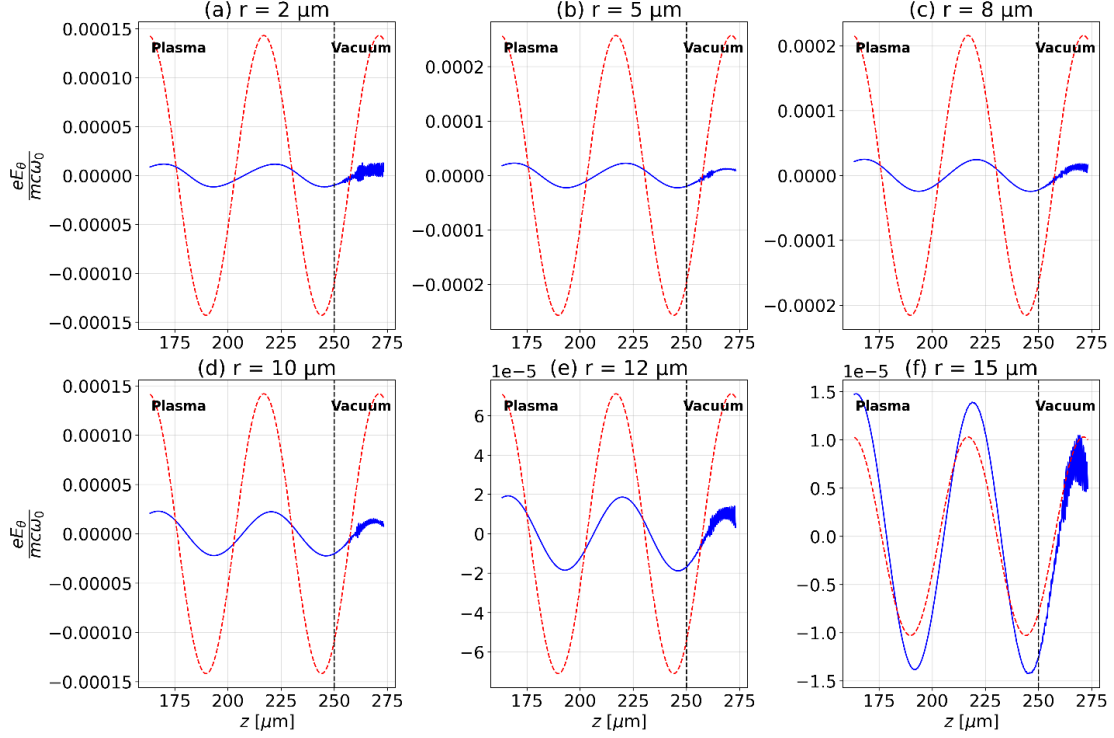 (a) r = 2 μm
(b) r = 5 μm
(c) r = 8 μm
Plasma Vacuum
Plasma Vacuum
Plasma Vacuum
0.00015
0.00010
0.00005
0.00000
−0.00005
−0.00010
−0.00015
0.0002
0.0001
0.0000
−0.0001
−0.0002
0.0002
0.0001
0.0000
−0.0001
−0.0002
eE_θ
mcω_0
175 200 225 250 275
175 200 225 250 275
175 200 225 250 275
(d) r = 10 μm
1e−5 (e) r = 12 μm
1e−5 (f) r = 15 μm
Plasma Vacuum
Plasma Vacuum
Plasma Vacuum
0.00015
0.00010
0.00005
0.00000
−0.00005
−0.00010
−0.00015
6
4
2
0
−2
−4
−6
1.5
1.0
0.5
0.0
−0.5
−1.0
−1.5
eE_θ
mcω_0
175 200 225 250 275
175 200 225 250 275
175 200 225 250 275
z [μm]
z [μm]
z [μm]